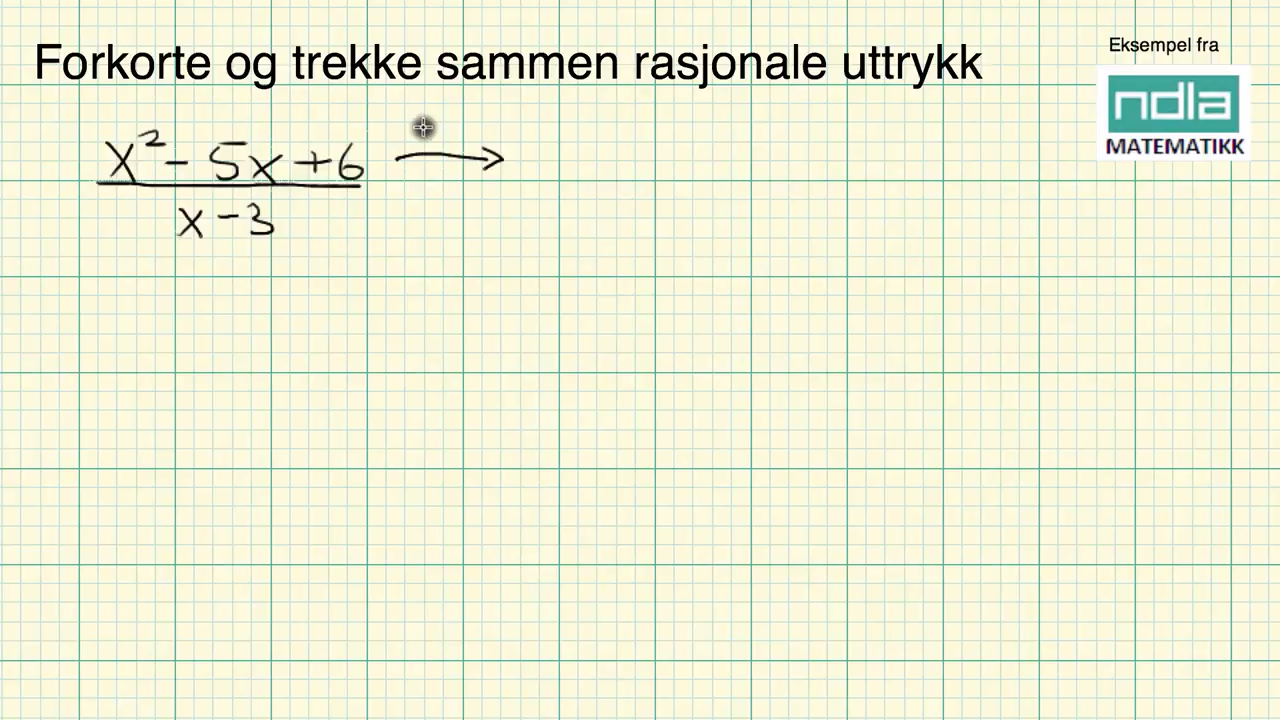 Forkorte og trekke sammen rasjonale uttrykk
Eksempel fra
ndla
MATEMATIKK
x² - 5x + 6
x - 3